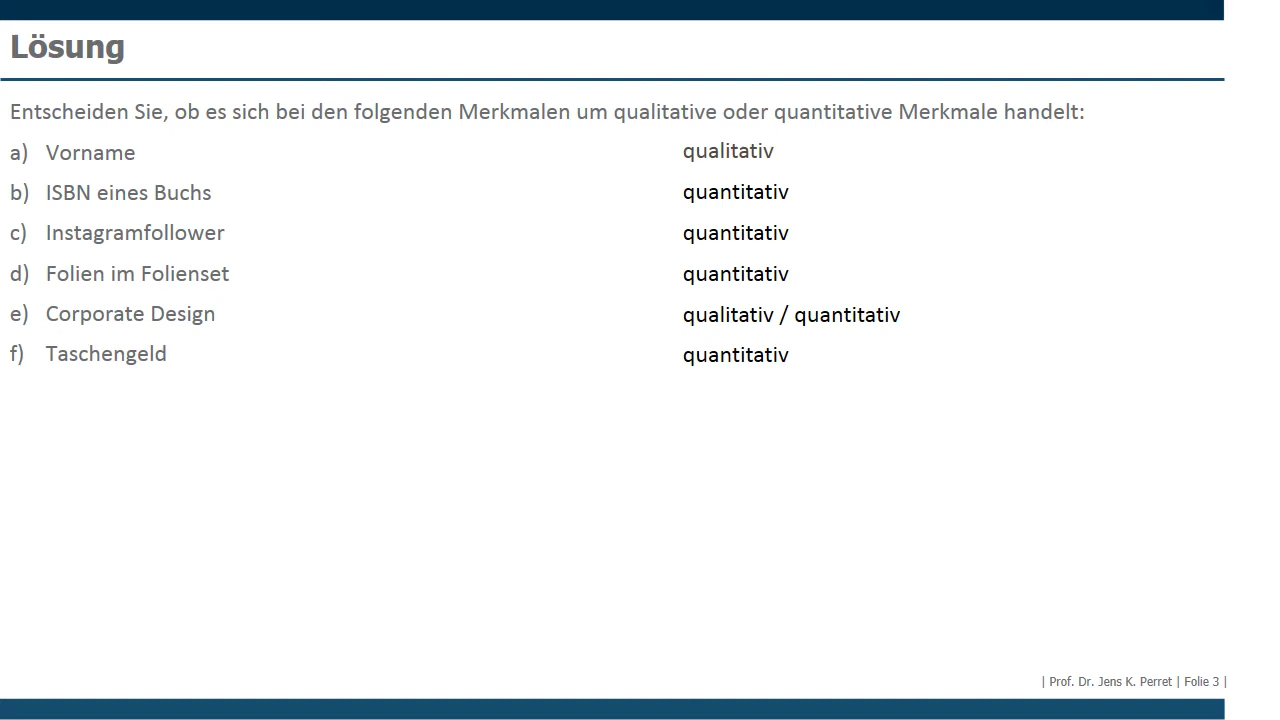 Lösung
Entscheiden Sie, ob es sich bei den folgenden Merkmalen um qualitative oder quantitative Merkmale handelt:
a) Vorname qualitativ
b) ISBN eines Buchs quantitativ
c) Instagramfollower quantitativ
d) Folien im Folienset quantitativ
e) Corporate Design qualitativ / quantitativ
f) Taschengeld quantitativ
| Prof. Dr. Jens K. Perret | Folie 3 |